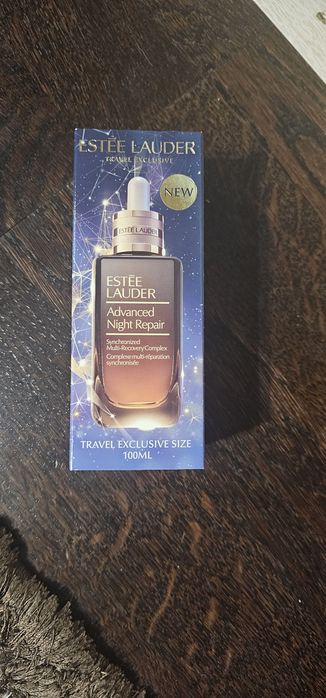 ESTĒE LAUDER
TRAVEL EXCLUSIVE
NEW
ESTĒE LAUDER
ESTĒE
LAUDER
Advanced
Night Repair
Synchronized
Multi-Recovery Complex
Complexe multi-réparation
synchronisée
TRAVEL EXCLUSIVE SIZE
100ML